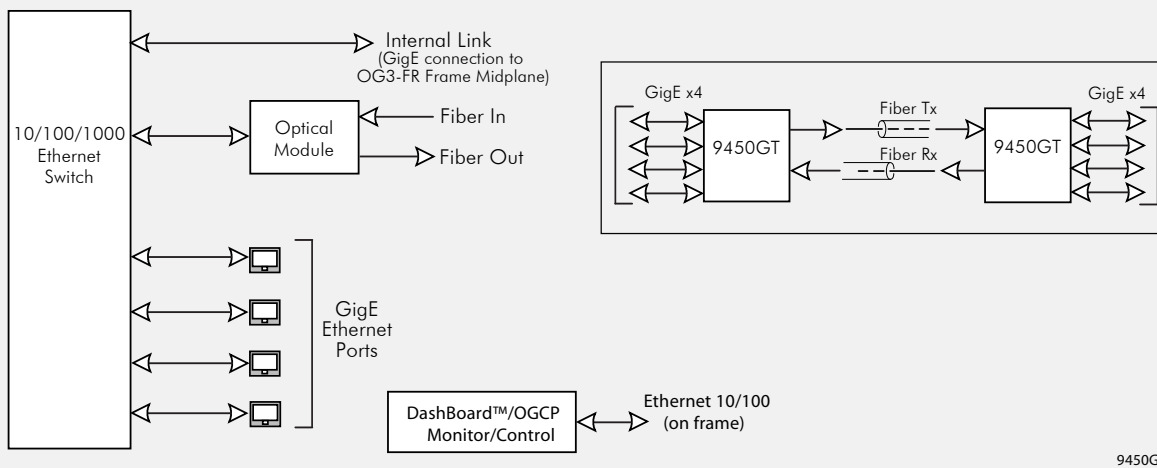 10/100/1000
Ethernet
Switch
Internal Link
(GigE connection to
OG3-FR Frame Midplane)
Optical
Module
Fiber In
Fiber Out
GigE
Ethernet
Ports
DashBoard™/OGCP
Monitor/Control
Ethernet 10/100
(on frame)
GigE x4
9450GT
Fiber Tx
Fiber Rx
9450GT
GigE x4